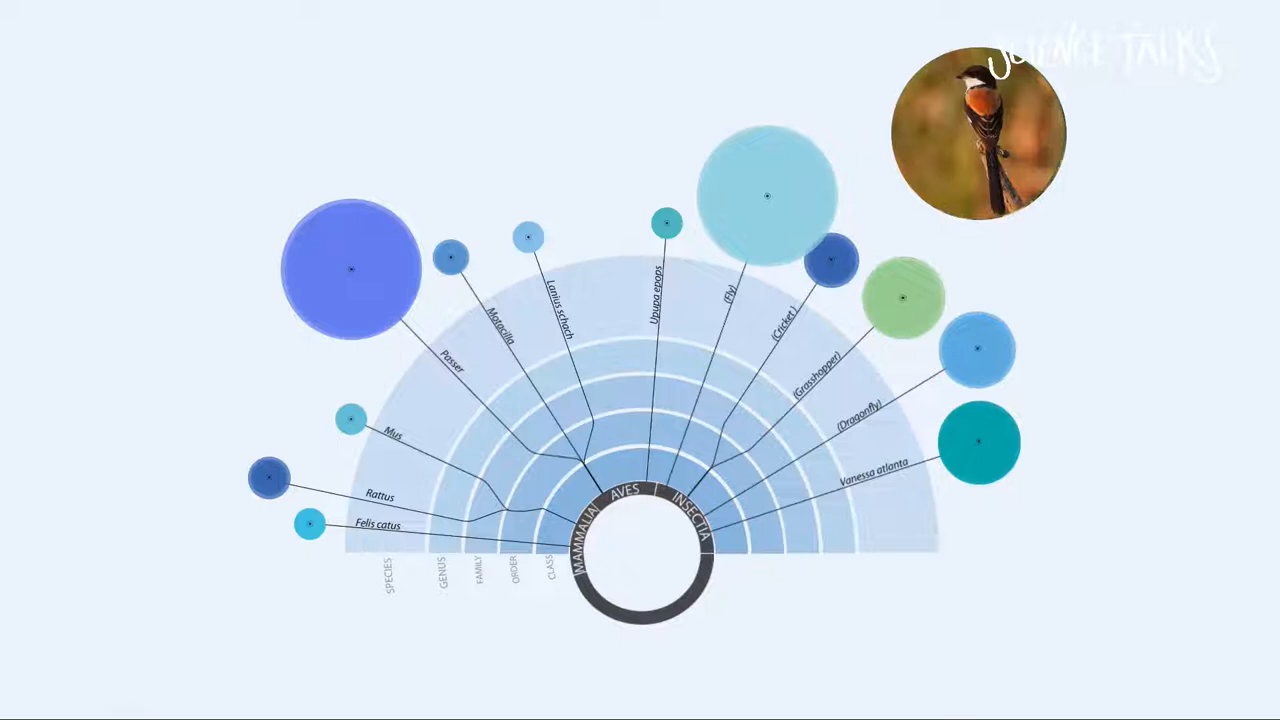 SCIENCE TALKS
Passer
Motacilla
Lanius schach
Upupa epops
(Fly)
(Cricket )
(Grasshopper)
(Dragonfly)
Vanessa atlanta
Mus
Rattus
Felis catus
MAMMALIA
AVES
INSECTIA
SPECIES
GENUS
FAMILY
ORDER
CLASS